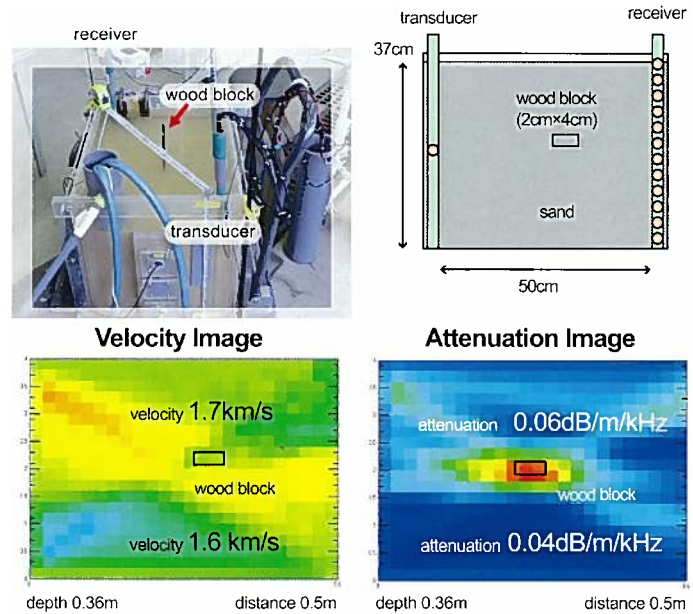 receiver
wood block
transducer
transducer
receiver
37cm
wood block
(2cm×4cm)
sand
50cm
Velocity Image
velocity 1.7km/s
wood block
velocity 1.6 km/s
depth 0.36m
distance 0.5m
Attenuation Image
attenuation 0.06dB/m/kHz
wood block
attenuation 0.04dB/m/kHz
depth 0.36m
distance 0.5m